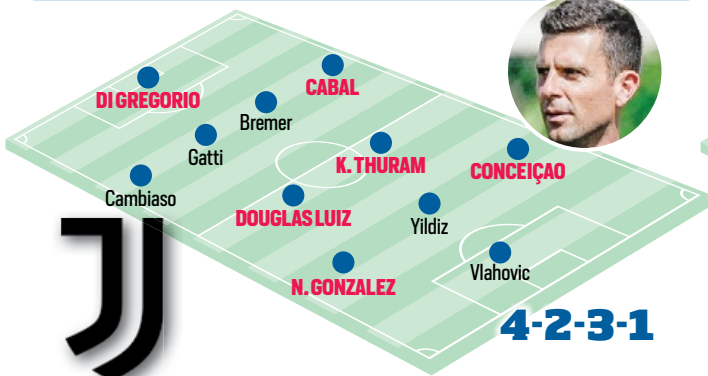 DI GREGORIO
CABAL
Bremer
Gatti
K. THURAM
CONCEIÇAO
Cambiaso
DOUGLAS LUIZ
Yildiz
N. GONZALEZ
Vlahovic
4-2-3-1